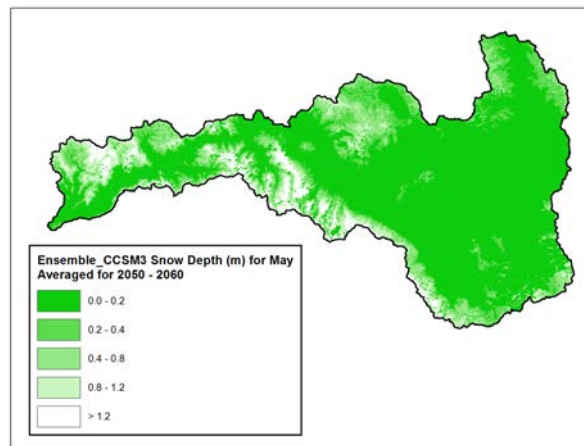 Ensemble_CCSM3 Snow Depth (m) for May
Averaged for 2050 - 2060
0.0 - 0.2
0.2 - 0.4
0.4 - 0.8
0.8 - 1.2
> 1.2